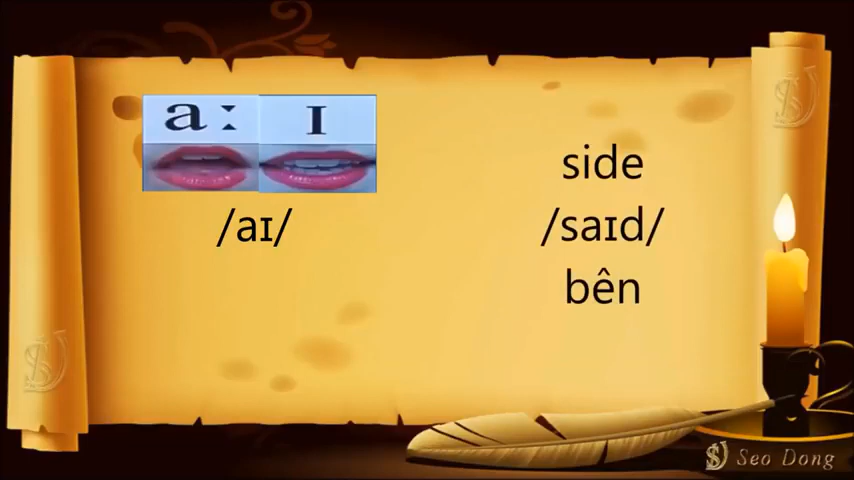 aː ɪ
/aɪ/
side
/saɪd/
bên
Seo Dong